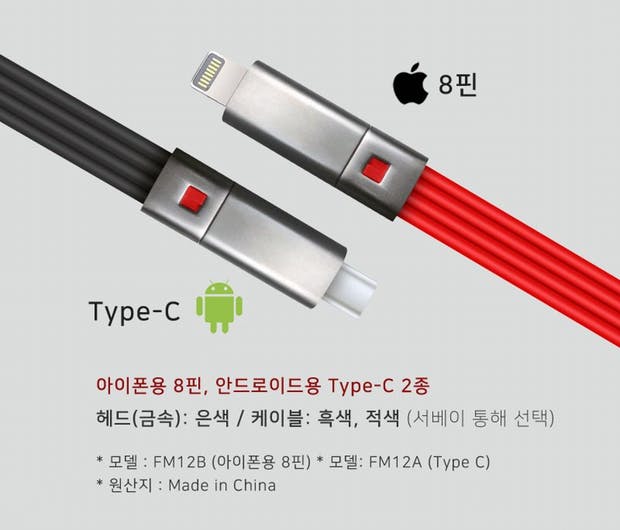 8핀
Type-C
아이폰용 8핀, 안드로이드용 Type-C 2종
헤드(금속): 은색 / 케이블: 흑색, 적색 (서베이 통해 선택)
* 모델 : FM12B (아이폰용 8핀) * 모델: FM12A (Type C)
* 원산지 : Made in China